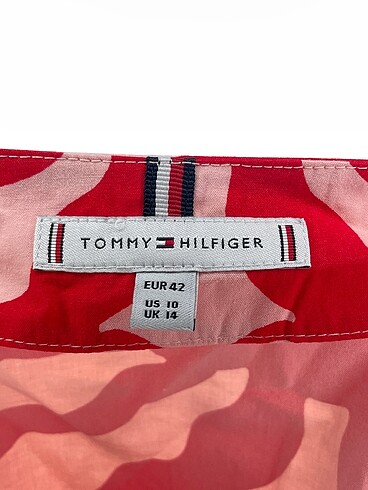 TOMMY HILFIGER
EUR 42
US 10
UK 14